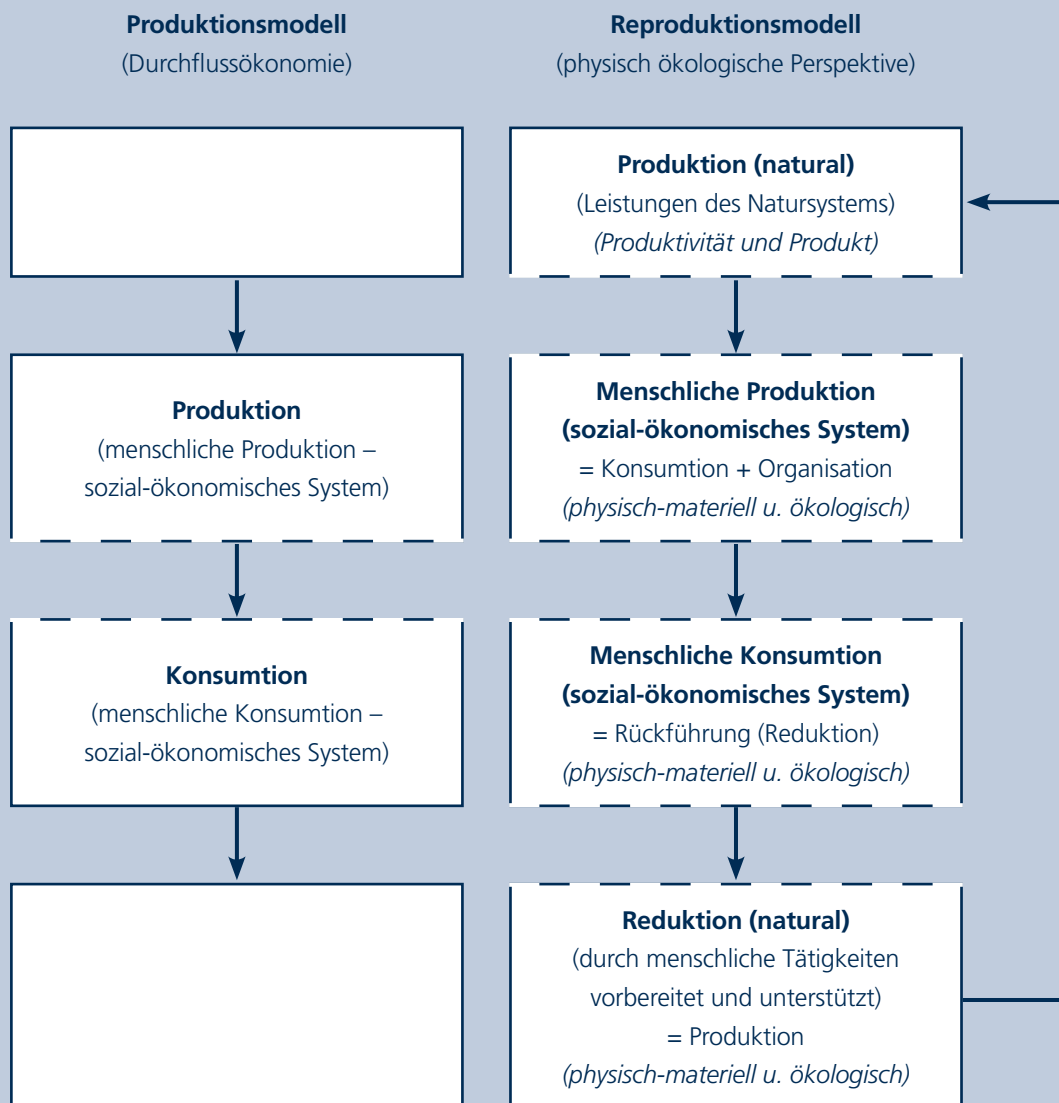 Produktionsmodell
(Durchflussökonomie)
Produktion
(menschliche Produktion –
sozial-ökonomisches System)
Konsumtion
(menschliche Konsumtion –
sozial-ökonomisches System)
Reproduktionsmodell
(physisch ökologische Perspektive)
Produktion (natural)
(Leistungen des Natursystems)
(Produktivität und Produkt)
Menschliche Produktion
(sozial-ökonomisches System)
= Konsumtion + Organisation
(physisch-materiell u. ökologisch)
Menschliche Konsumtion
(sozial-ökonomisches System)
= Rückführung (Reduktion)
(physisch-materiell u. ökologisch)
Reduktion (natural)
(durch menschliche Tätigkeiten
vorbereitet und unterstützt)
= Produktion
(physisch-materiell u. ökologisch)